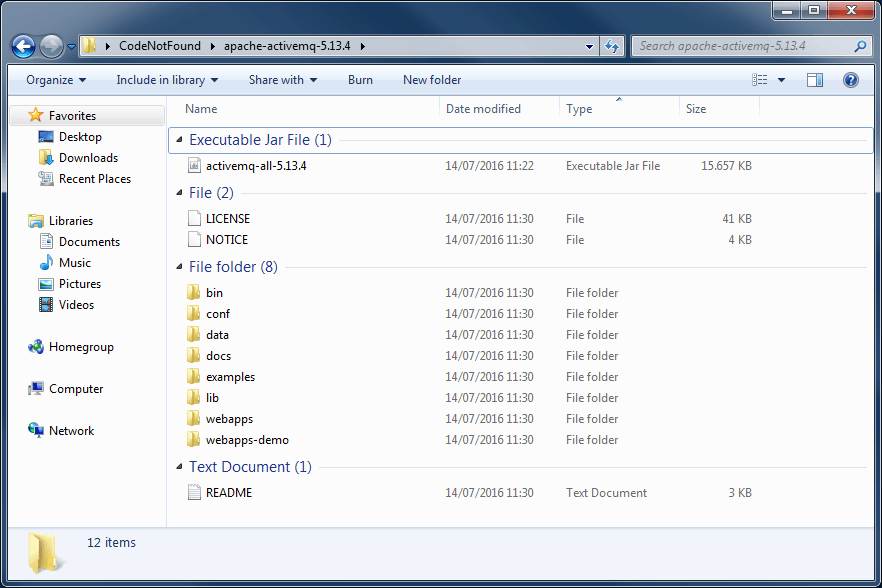 CodeNotFound apache-activemq-5.13.4
Search apache-activemq-5.13.4
Organize Include in library Share with Burn New folder
Name Date modified Type Size
Favorites
Desktop
Downloads
Recent Places
Libraries
Documents
Music
Pictures
Videos
Homegroup
Computer
Network
Executable Jar File (1)
activemq-all-5.13.4 14/07/2016 11:22 Executable Jar File 15.657 KB
File (2)
LICENSE 14/07/2016 11:30 File 41 KB
NOTICE 14/07/2016 11:30 File 4 KB
File folder (8)
bin 14/07/2016 11:30 File folder
conf 14/07/2016 11:30 File folder
data 14/07/2016 11:30 File folder
docs 14/07/2016 11:30 File folder
examples 14/07/2016 11:30 File folder
lib 14/07/2016 11:30 File folder
webapps 14/07/2016 11:30 File folder
webapps-demo 14/07/2016 11:30 File folder
Text Document (1)
README 14/07/2016 11:30 Text Document 3 KB
12 items